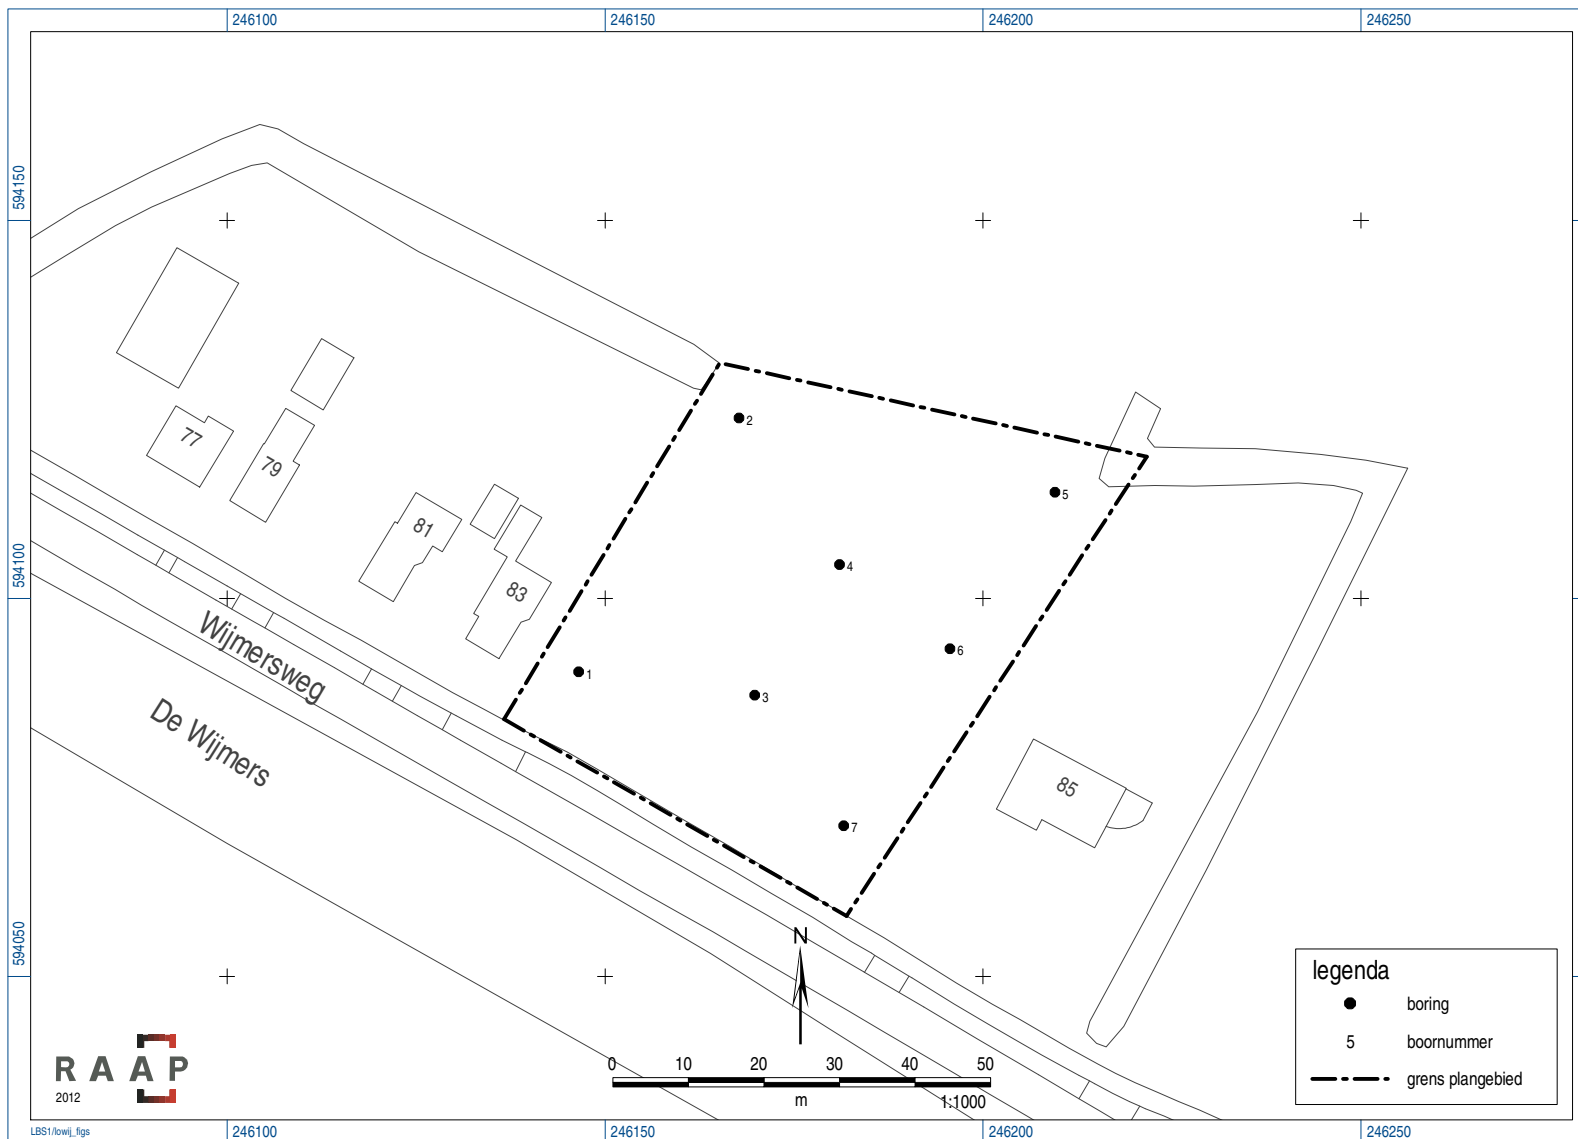 246100 246150 246200 246250
594150
594100
594050
77
79
81
83
85
2
5
4
6
1
3
7
Wijmersweg
De Wijmers
N
0 10 20 30 40 50
m 1:1000
legenda
boring
5 boornummer
grens plangebied
RAAP
2012
LBS1/lowij_figs
246100 246150 246200 246250